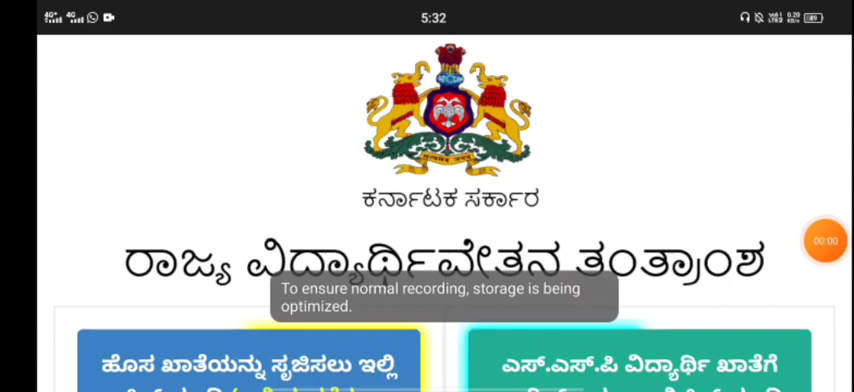 5:32
ಕರ್ನಾಟಕ ಸರ್ಕಾರ
ರಾಜ್ಯ ವಿದ್ಯಾರ್ಥಿವೇತನ ತಂತ್ರಾಂಶ
00:00
To ensure normal recording, storage is being
optimized.
ಹೊಸ ಖಾತೆಯನ್ನು ಸೃಜಿಸಲು ಇಲ್ಲಿ
ಎಸ್.ಎಸ್.ಪಿ ವಿದ್ಯಾರ್ಥಿ ಖಾತೆಗೆ